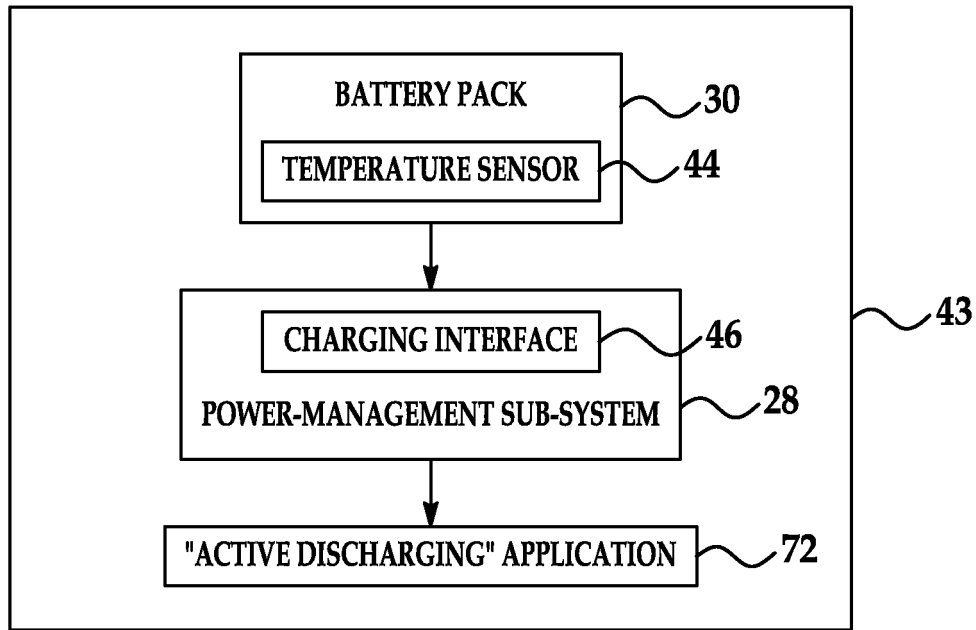 BATTERY PACK
30
TEMPERATURE SENSOR
44
CHARGING INTERFACE
46
43
POWER-MANAGEMENT SUB-SYSTEM
28
"ACTIVE DISCHARGING" APPLICATION
72